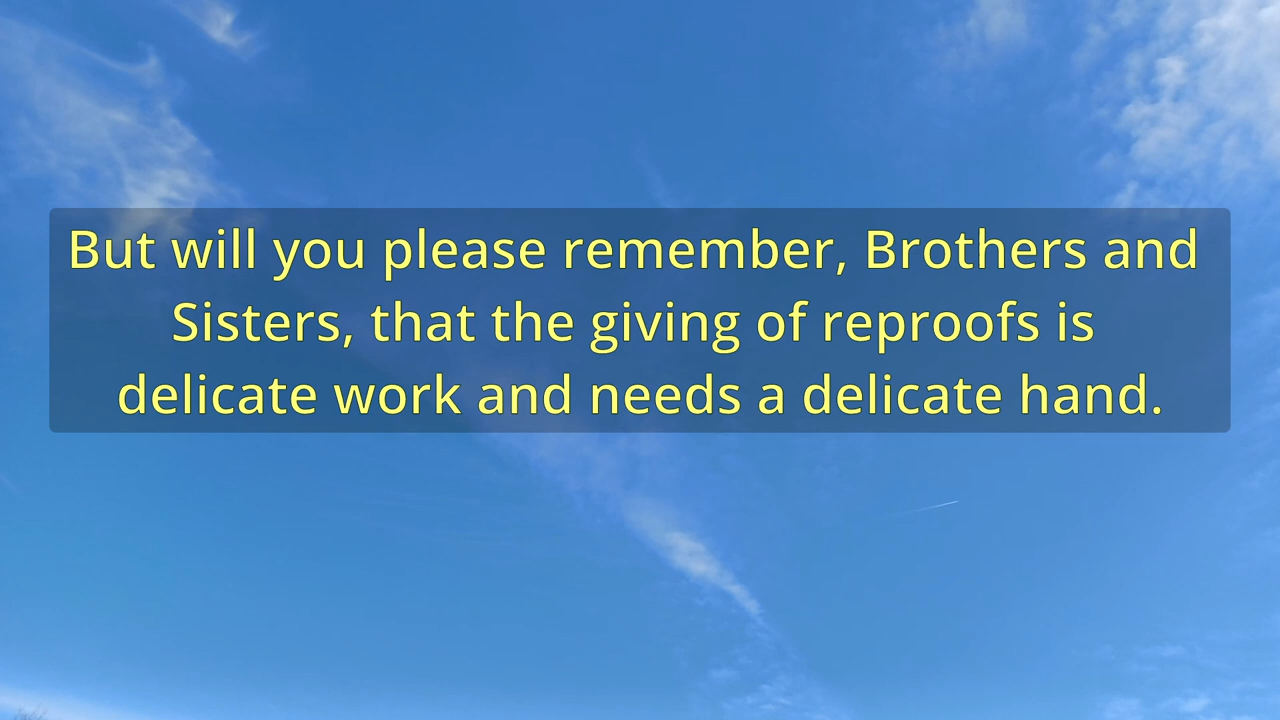 But will you please remember, Brothers and
Sisters, that the giving of reproofs is
delicate work and needs a delicate hand.